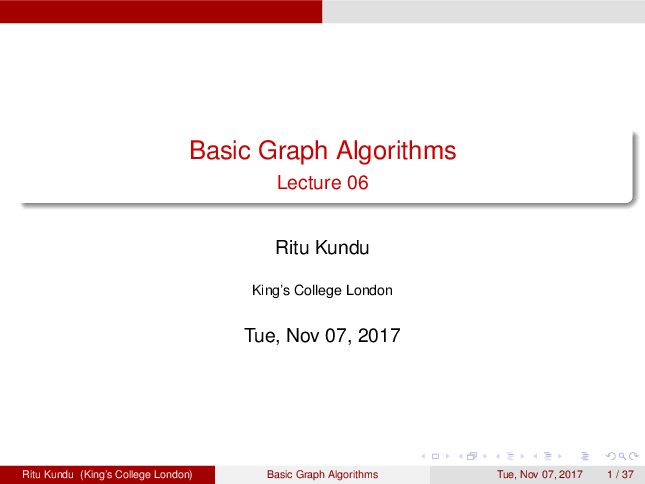 Basic Graph Algorithms
Lecture 06
Ritu Kundu
King's College London
Tue, Nov 07, 2017
Ritu Kundu (King's College London) Basic Graph Algorithms Tue, Nov 07, 2017 1 / 37